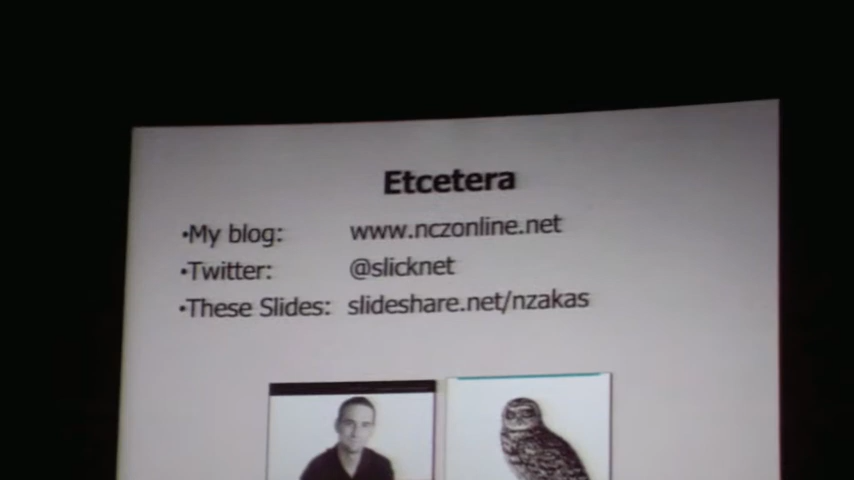 Etcetera
•My blog: www.nczonline.net
•Twitter: @slicknet
•These Slides: slideshare.net/nzakas